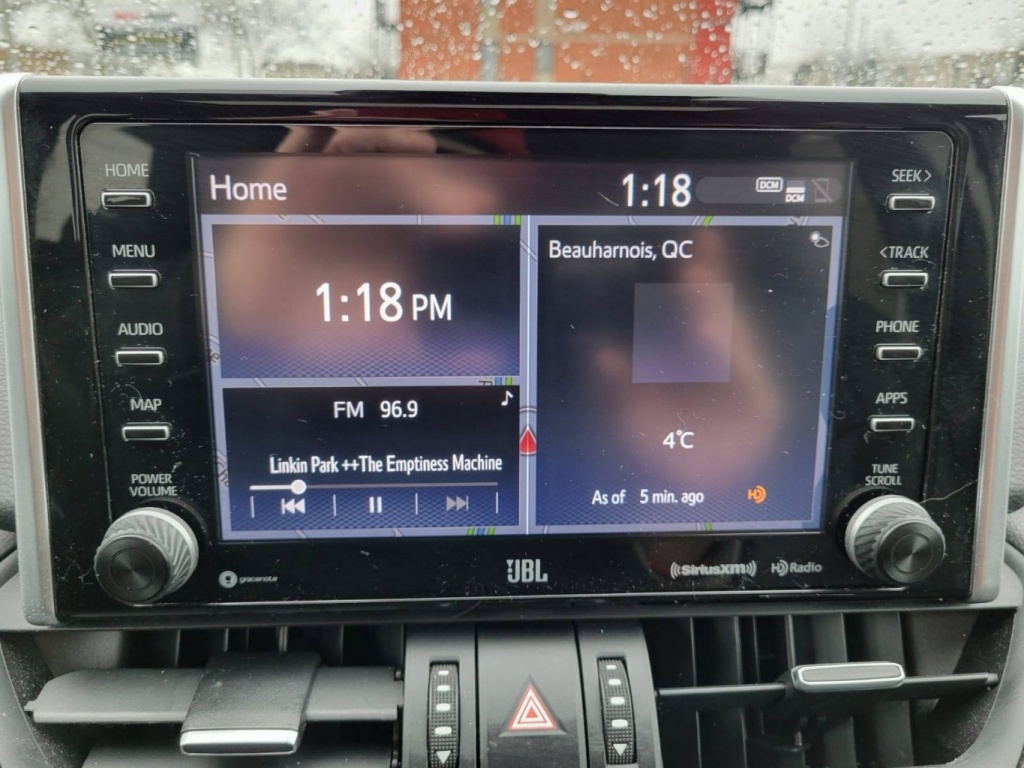 HOME
MENU
AUDIO
MAP
POWER
VOLUME
Home
1:18
DCM
DCM
1:18 PM
FM 96.9
Linkin Park ++The Emptiness Machine
Beauharnois, QC
4°C
As of 5 min. ago
HD
SEEK>
<TRACK
PHONE
APPS
TUNE
SCROLL
gracenote
JBL
((SiriusXM))
HD Radio